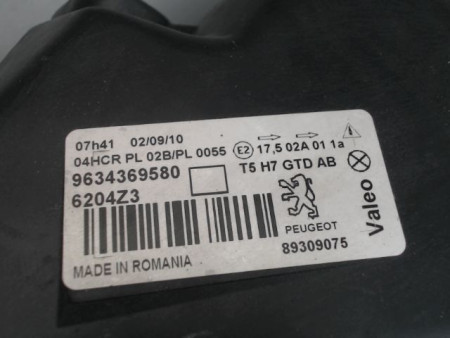 07h41 02/09/10
04HCR PL 02B/PL 0055 E2 17,5 02A 01 1a
9634369580 T5 H7 GTD AB
6204Z3
PEUGEOT
89309075
MADE IN ROMANIA
Valeo